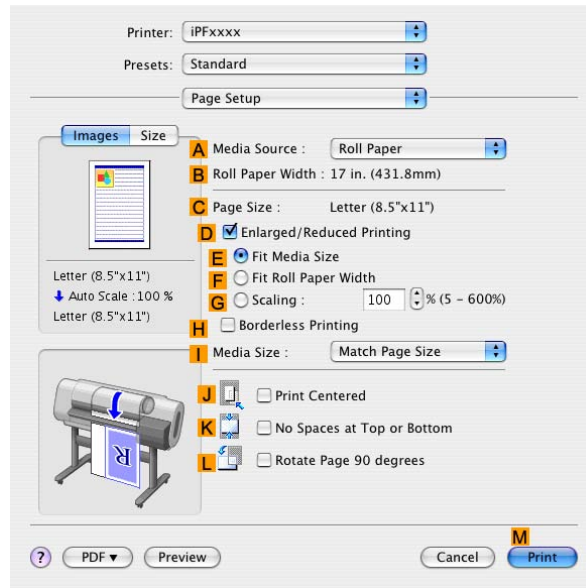 Printer: iPFxxxx
Presets: Standard
Page Setup
Images Size
A Media Source : Roll Paper
B Roll Paper Width : 17 in. (431.8mm)
C Page Size : Letter (8.5"x11")
D Enlarged/Reduced Printing
E Fit Media Size
F Fit Roll Paper Width
G Scaling : 100 % (5 - 600%)
Letter (8.5"x11")
Auto Scale :100 %
Letter (8.5"x11")
H Borderless Printing
I Media Size : Match Page Size
J Print Centered
K No Spaces at Top or Bottom
L Rotate Page 90 degrees
R
M
? PDF▼ Preview Cancel Print